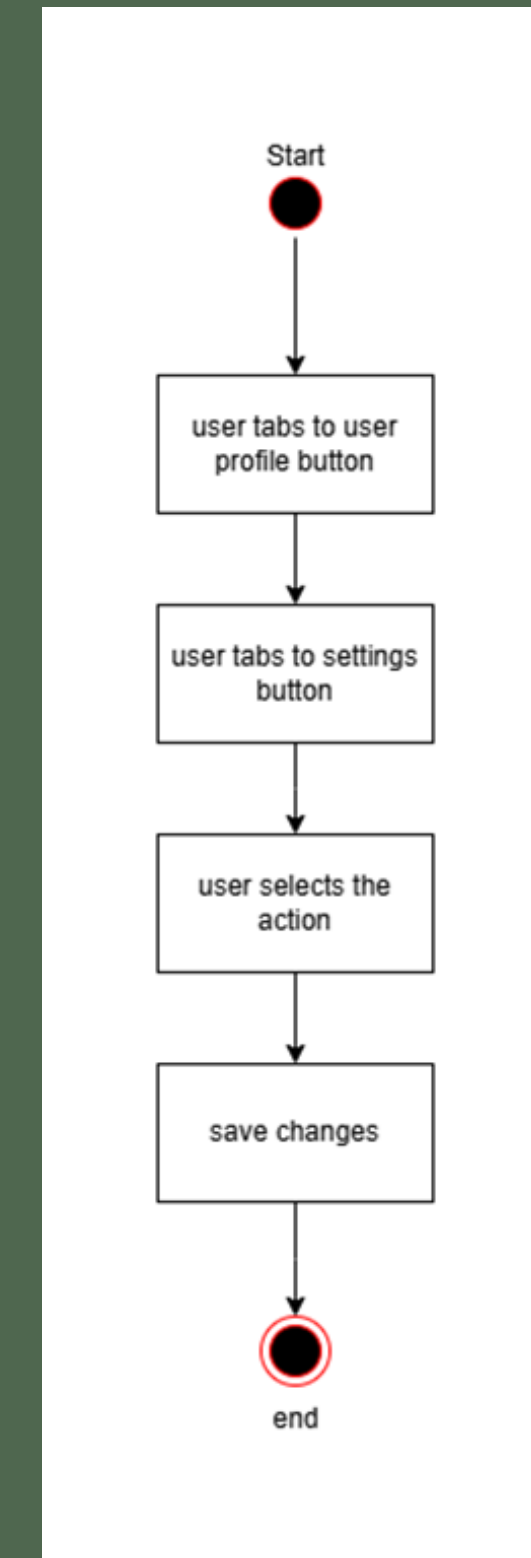 Start
user tabs to user
profile button
user tabs to settings
button
user selects the
action
save changes
end